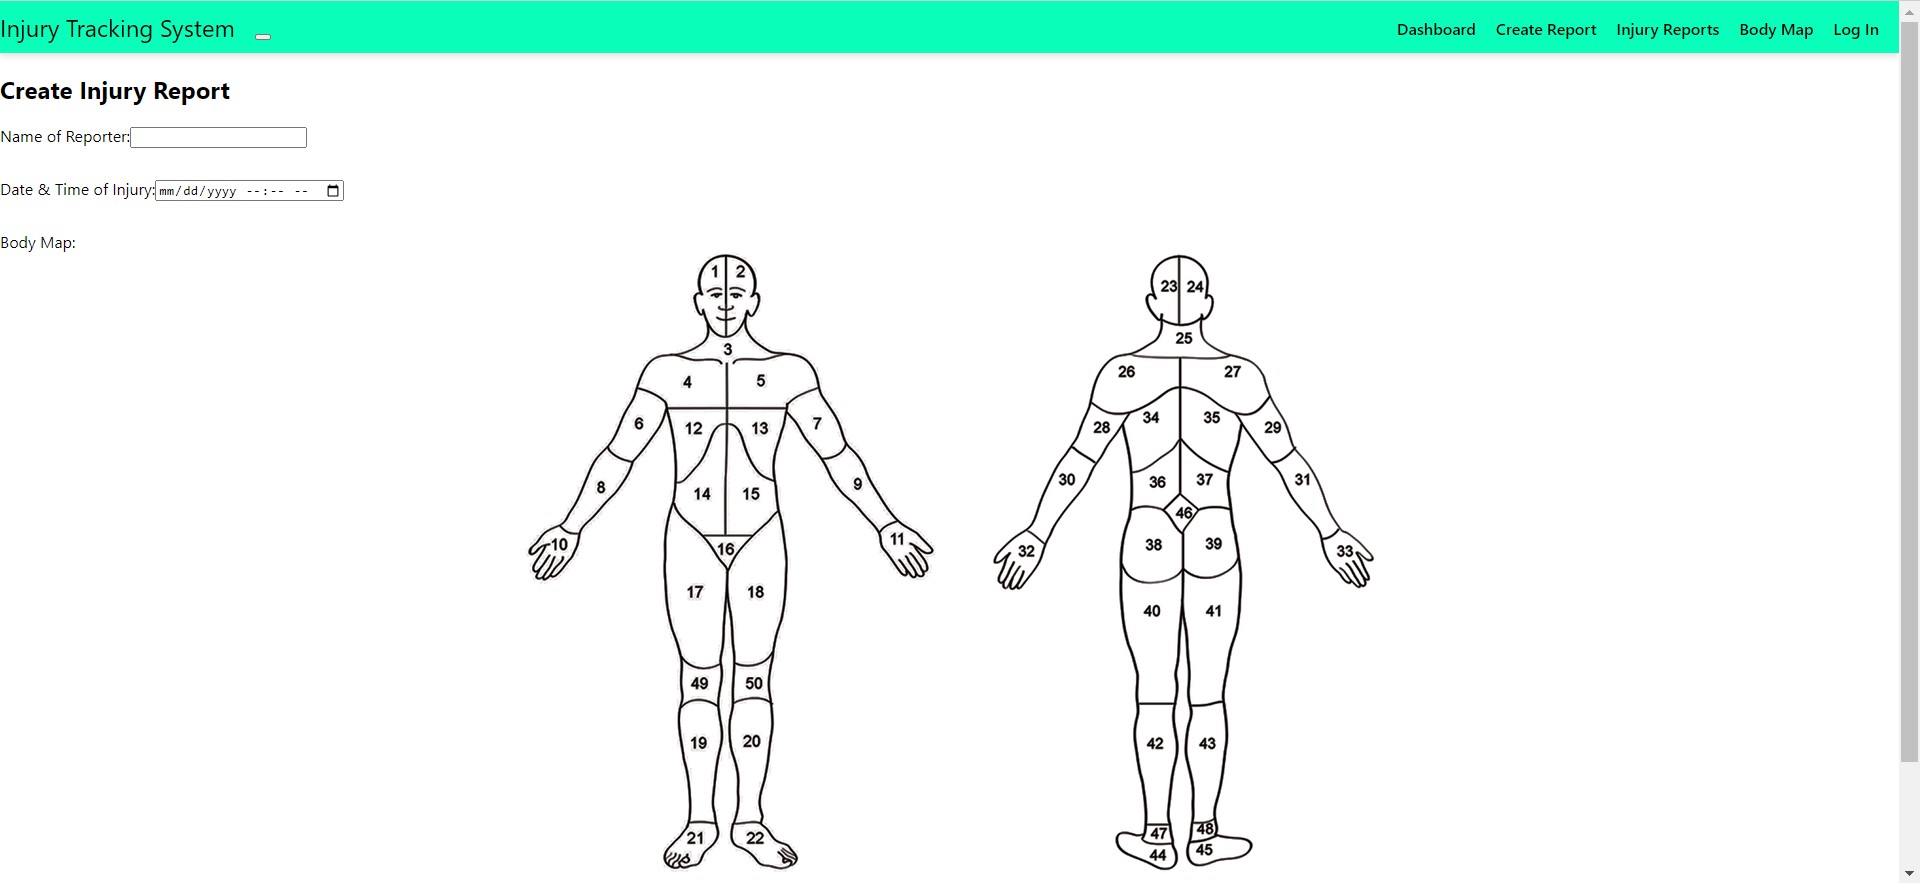 Injury Tracking System Dashboard Create Report Injury Reports Body Map Log In
Create Injury Report
Name of Reporter:
Date & Time of Injury: mm/dd/yyyy --:-- --
Body Map:
1 2
3
4 5
6 12 13 7
8 14 15 9
10 16 11
17 18
49 50
19 20
21 22
23 24
25
26 27
28 34 35 29
30 36 37 31
46
32 38 39 33
40 41
42 43
47 48
44 45